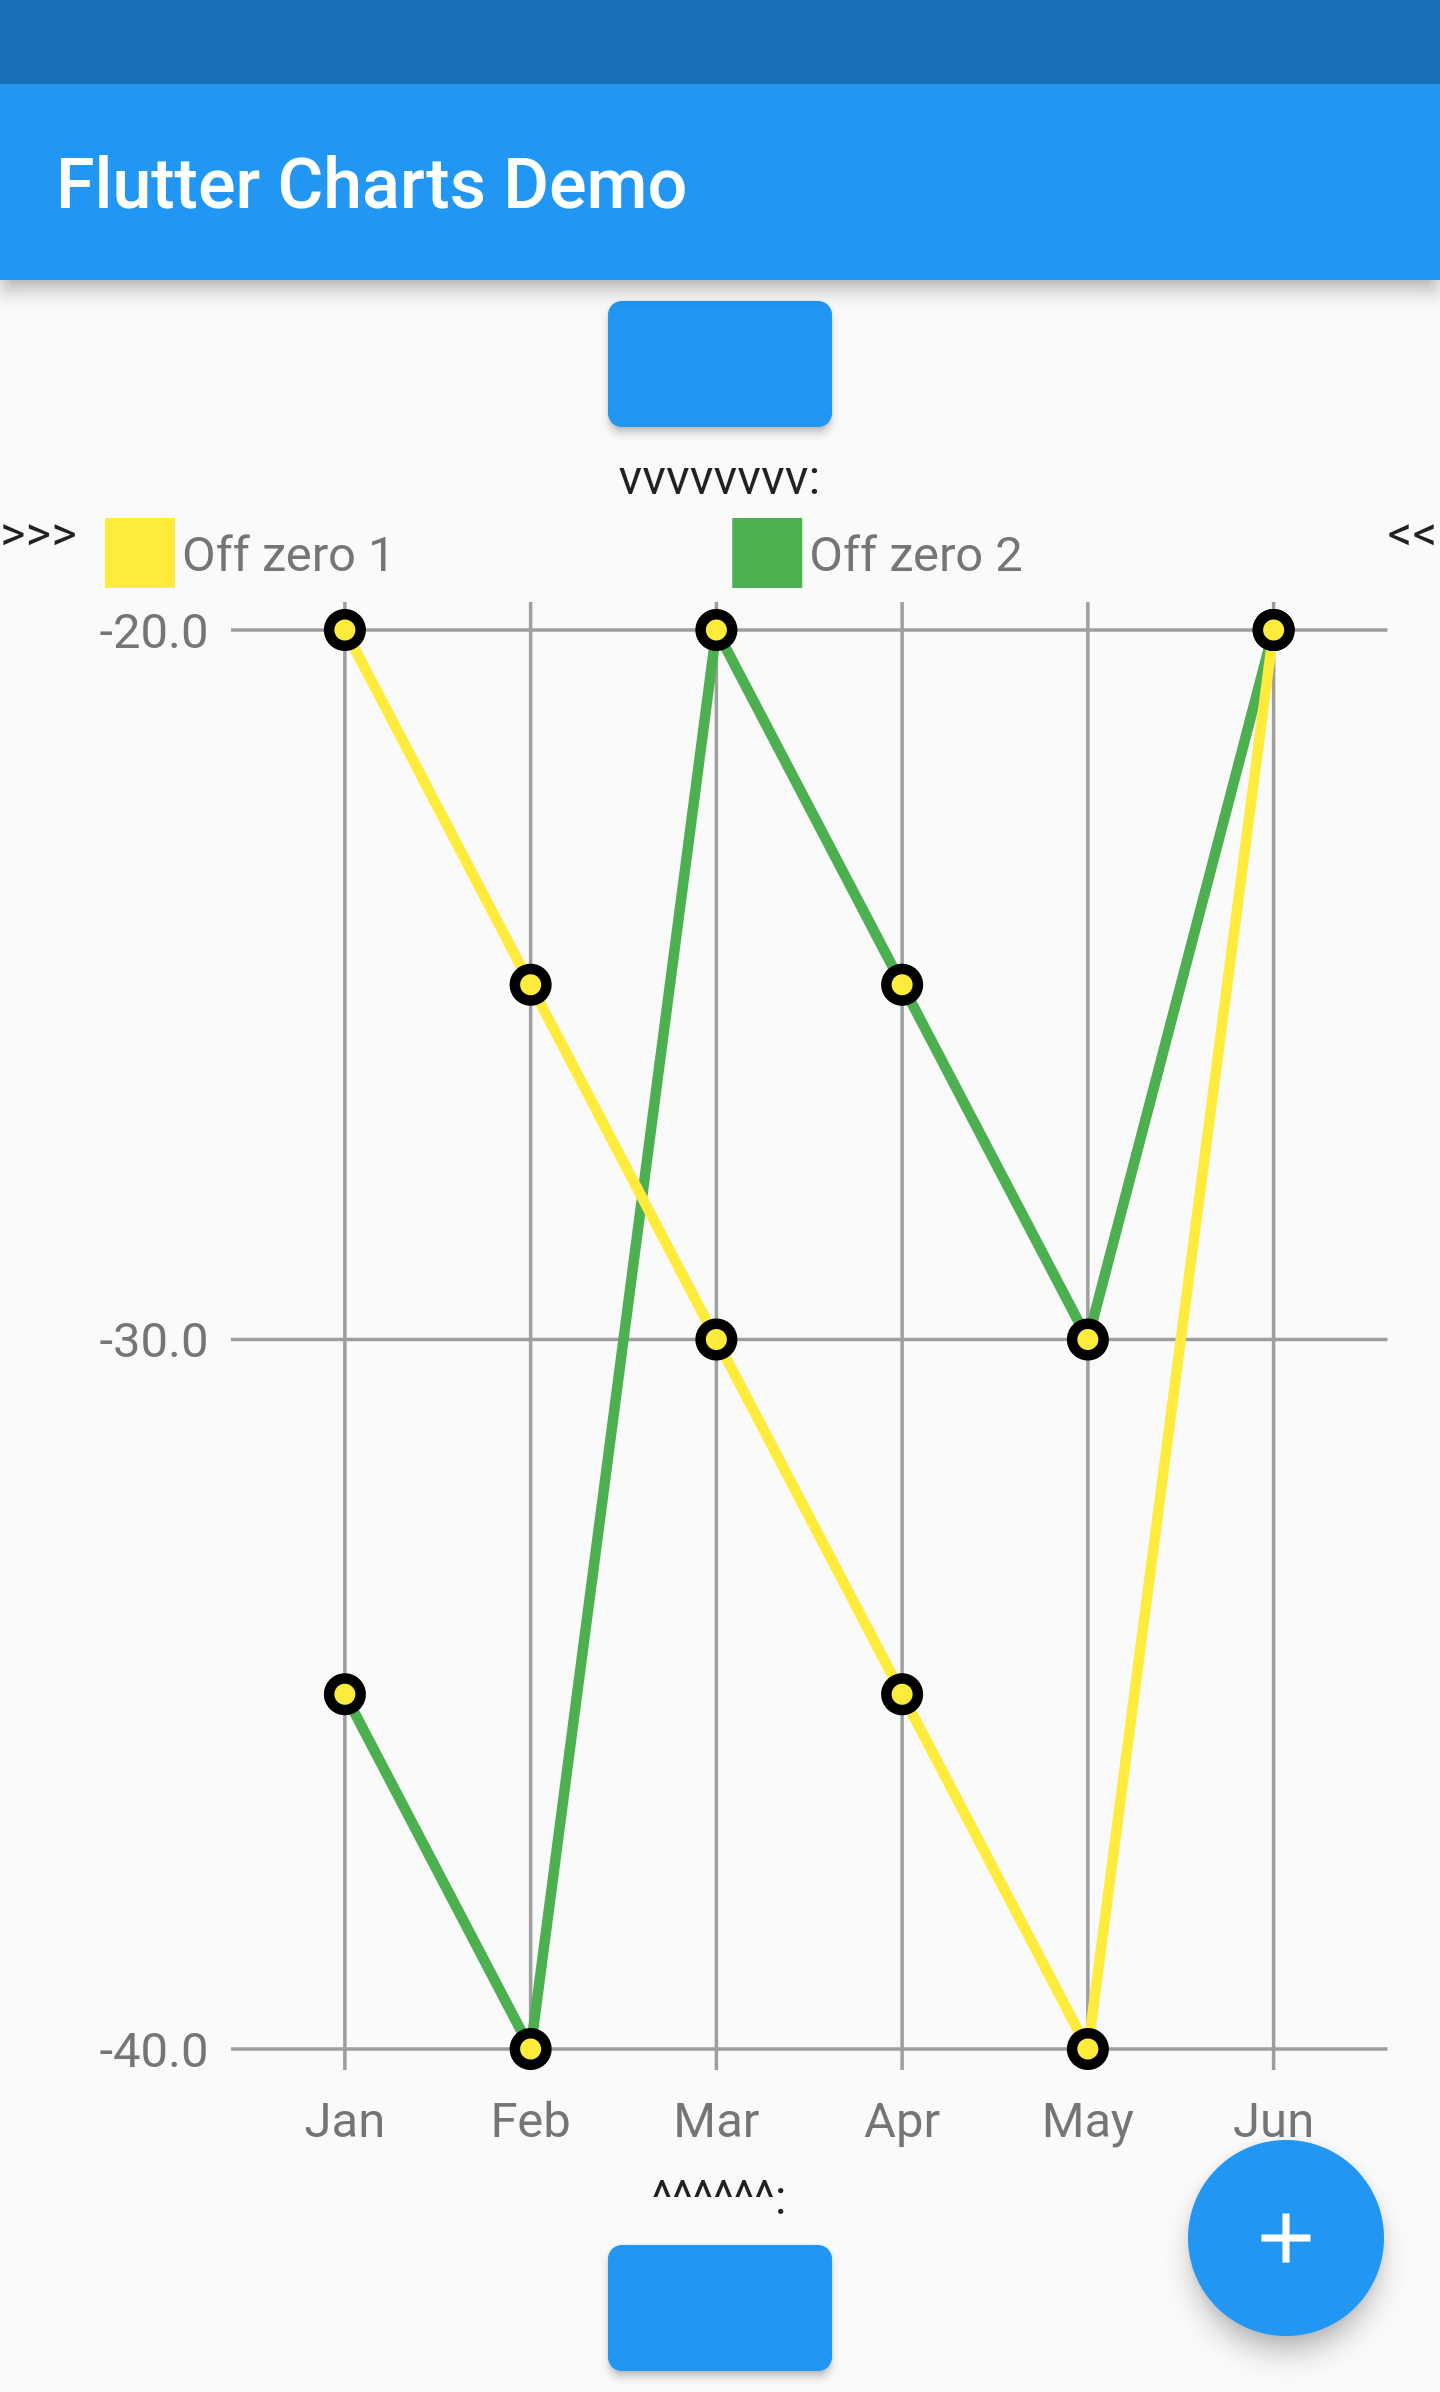 Flutter Charts Demo
vvvvvvvv:
>>> Off zero 1 Off zero 2 <<
-20.0
-30.0
-40.0
Jan Feb Mar Apr May Jun
^^^^^^:
+